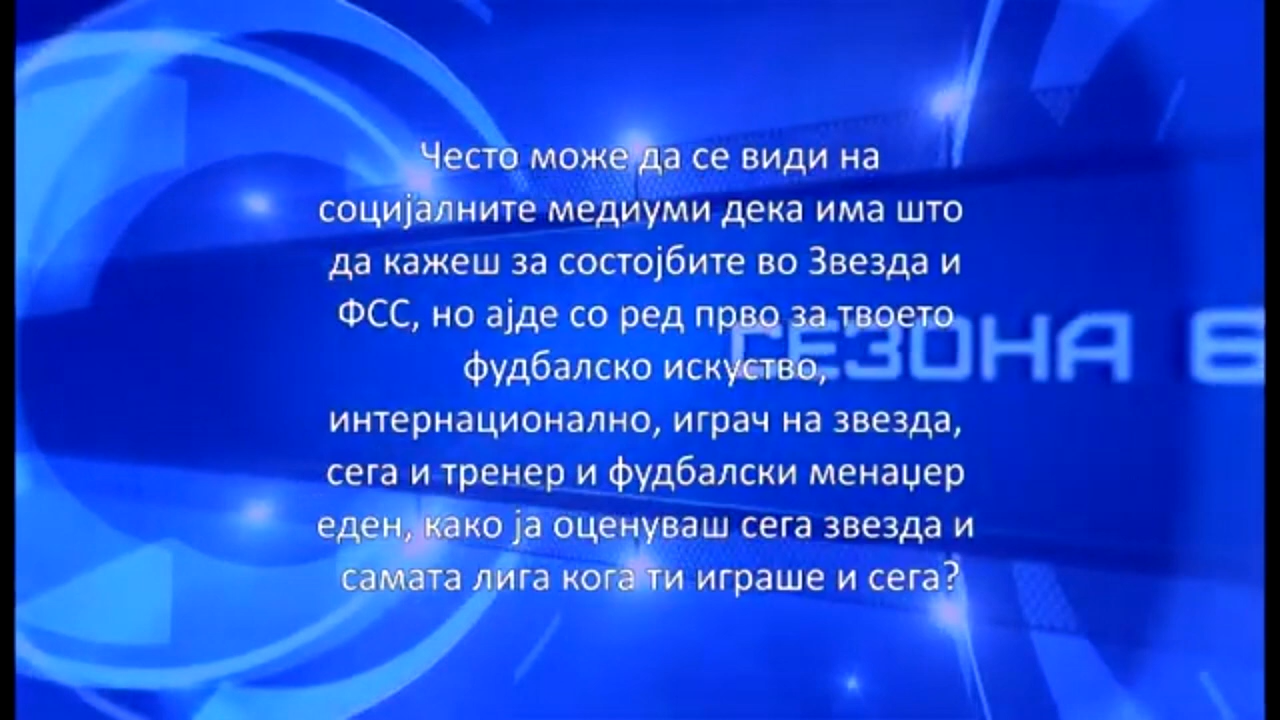 Често може да се види на
социјалните медиуми дека има што
да кажеш за состојбите во Звезда и
ФСС, но ајде со ред прво за твоето
фудбалско искуство,
СЕЗОНА 6
интернационално, играч на звезда,
сега и тренер и фудбалски менаџер
еден, како ја оценуваш сега звезда и
самата лига кога ти играше и сега?